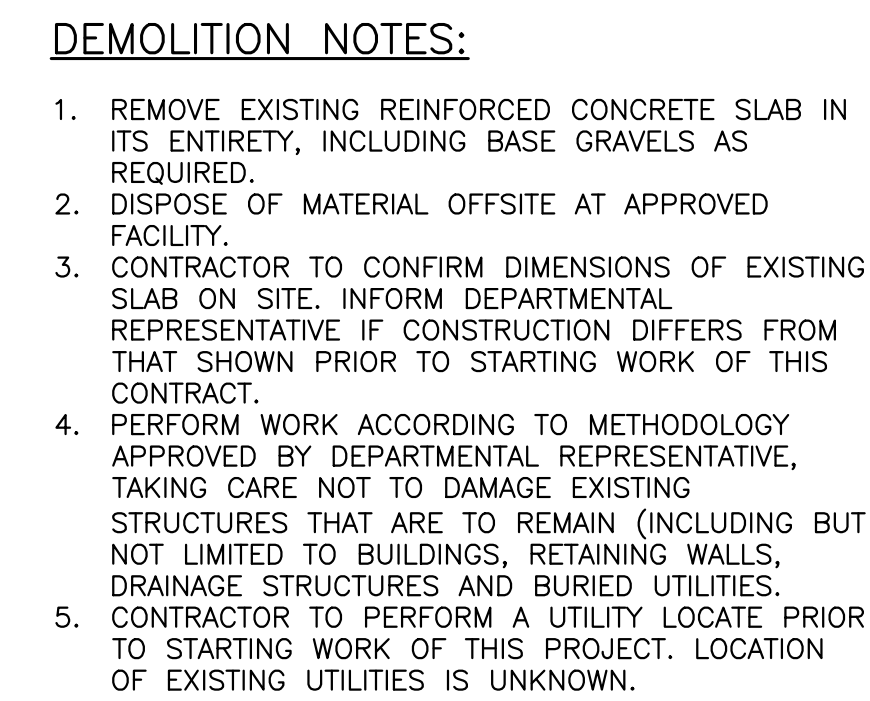 DEMOLITION NOTES:
1. REMOVE EXISTING REINFORCED CONCRETE SLAB IN
ITS ENTIRETY, INCLUDING BASE GRAVELS AS
REQUIRED.
2. DISPOSE OF MATERIAL OFFSITE AT APPROVED
FACILITY.
3. CONTRACTOR TO CONFIRM DIMENSIONS OF EXISTING
SLAB ON SITE. INFORM DEPARTMENTAL
REPRESENTATIVE IF CONSTRUCTION DIFFERS FROM
THAT SHOWN PRIOR TO STARTING WORK OF THIS
CONTRACT.
4. PERFORM WORK ACCORDING TO METHODOLOGY
APPROVED BY DEPARTMENTAL REPRESENTATIVE,
TAKING CARE NOT TO DAMAGE EXISTING
STRUCTURES THAT ARE TO REMAIN (INCLUDING BUT
NOT LIMITED TO BUILDINGS, RETAINING WALLS,
DRAINAGE STRUCTURES AND BURIED UTILITIES.
5. CONTRACTOR TO PERFORM A UTILITY LOCATE PRIOR
TO STARTING WORK OF THIS PROJECT. LOCATION
OF EXISTING UTILITIES IS UNKNOWN.